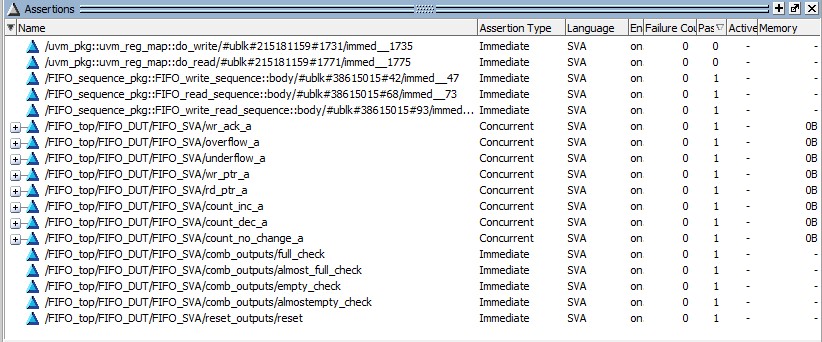 Assertions
Name Assertion Type Language En Failure Cou Pas Active Memory
/uvm_pkg::uvm_reg_map::do_write/#ublk#215181159#1731/immed__1735 Immediate SVA on 0 0 -
/uvm_pkg::uvm_reg_map::do_read/#ublk#215181159#1771/immed__1775 Immediate SVA on 0 0 -
/FIFO_sequence_pkg::FIFO_write_sequence::body/#ublk#38615015#42/immed__47 Immediate SVA on 0 1 -
/FIFO_sequence_pkg::FIFO_read_sequence::body/#ublk#38615015#68/immed__73 Immediate SVA on 0 1 -
/FIFO_sequence_pkg::FIFO_write_read_sequence::body/#ublk#38615015#93/immed... Immediate SVA on 0 1 -
/FIFO_top/FIFO_DUT/FIFO_SVA/wr_ack_a Concurrent SVA on 0 1 - 0B
/FIFO_top/FIFO_DUT/FIFO_SVA/overflow_a Concurrent SVA on 0 1 - 0B
/FIFO_top/FIFO_DUT/FIFO_SVA/underflow_a Concurrent SVA on 0 1 - 0B
/FIFO_top/FIFO_DUT/FIFO_SVA/wr_ptr_a Concurrent SVA on 0 1 - 0B
/FIFO_top/FIFO_DUT/FIFO_SVA/rd_ptr_a Concurrent SVA on 0 1 - 0B
/FIFO_top/FIFO_DUT/FIFO_SVA/count_inc_a Concurrent SVA on 0 1 - 0B
/FIFO_top/FIFO_DUT/FIFO_SVA/count_dec_a Concurrent SVA on 0 1 - 0B
/FIFO_top/FIFO_DUT/FIFO_SVA/count_no_change_a Concurrent SVA on 0 1 - 0B
/FIFO_top/FIFO_DUT/FIFO_SVA/comb_outputs/full_check Immediate SVA on 0 1 -
/FIFO_top/FIFO_DUT/FIFO_SVA/comb_outputs/almost_full_check Immediate SVA on 0 1 -
/FIFO_top/FIFO_DUT/FIFO_SVA/comb_outputs/empty_check Immediate SVA on 0 1 -
/FIFO_top/FIFO_DUT/FIFO_SVA/comb_outputs/almostempty_check Immediate SVA on 0 1 -
/FIFO_top/FIFO_DUT/FIFO_SVA/reset_outputs/reset Immediate SVA on 0 1 -